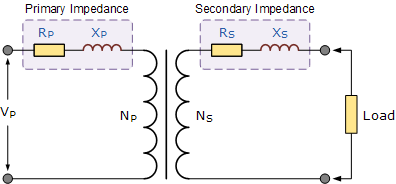 Primary Impedance
Secondary Impedance
RP XP
RS XS
VP
NP
NS
Load